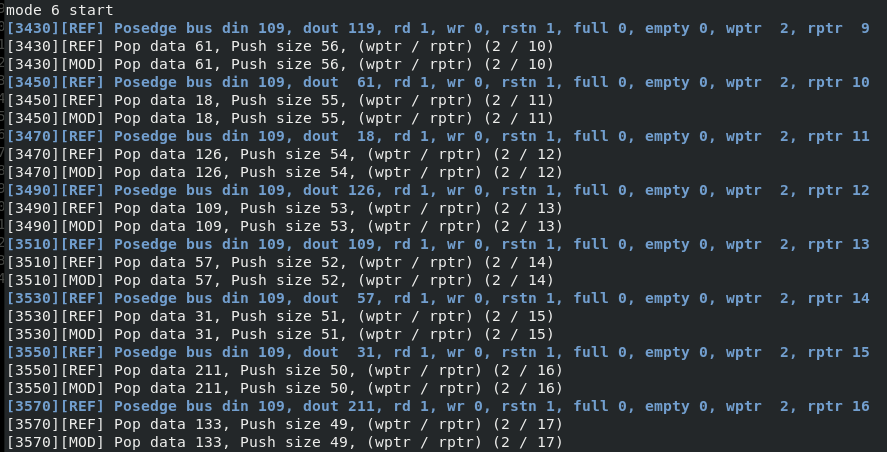 mode 6 start
[3430][REF] Posedge bus din 109, dout 119, rd 1, wr 0, rstn 1, full 0, empty 0, wptr  2, rptr  9
[3430][REF] Pop data 61, Push size 56, (wptr / rptr) (2 / 10)
[3430][MOD] Pop data 61, Push size 56, (wptr / rptr) (2 / 10)
[3450][REF] Posedge bus din 109, dout  61, rd 1, wr 0, rstn 1, full 0, empty 0, wptr  2, rptr 10
[3450][REF] Pop data 18, Push size 55, (wptr / rptr) (2 / 11)
[3450][MOD] Pop data 18, Push size 55, (wptr / rptr) (2 / 11)
[3470][REF] Posedge bus din 109, dout  18, rd 1, wr 0, rstn 1, full 0, empty 0, wptr  2, rptr 11
[3470][REF] Pop data 126, Push size 54, (wptr / rptr) (2 / 12)
[3470][MOD] Pop data 126, Push size 54, (wptr / rptr) (2 / 12)
[3490][REF] Posedge bus din 109, dout 126, rd 1, wr 0, rstn 1, full 0, empty 0, wptr  2, rptr 12
[3490][REF] Pop data 109, Push size 53, (wptr / rptr) (2 / 13)
[3490][MOD] Pop data 109, Push size 53, (wptr / rptr) (2 / 13)
[3510][REF] Posedge bus din 109, dout 109, rd 1, wr 0, rstn 1, full 0, empty 0, wptr  2, rptr 13
[3510][REF] Pop data 57, Push size 52, (wptr / rptr) (2 / 14)
[3510][MOD] Pop data 57, Push size 52, (wptr / rptr) (2 / 14)
[3530][REF] Posedge bus din 109, dout  57, rd 1, wr 0, rstn 1, full 0, empty 0, wptr  2, rptr 14
[3530][REF] Pop data 31, Push size 51, (wptr / rptr) (2 / 15)
[3530][MOD] Pop data 31, Push size 51, (wptr / rptr) (2 / 15)
[3550][REF] Posedge bus din 109, dout  31, rd 1, wr 0, rstn 1, full 0, empty 0, wptr  2, rptr 15
[3550][REF] Pop data 211, Push size 50, (wptr / rptr) (2 / 16)
[3550][MOD] Pop data 211, Push size 50, (wptr / rptr) (2 / 16)
[3570][REF] Posedge bus din 109, dout 211, rd 1, wr 0, rstn 1, full 0, empty 0, wptr  2, rptr 16
[3570][REF] Pop data 133, Push size 49, (wptr / rptr) (2 / 17)
[3570][MOD] Pop data 133, Push size 49, (wptr / rptr) (2 / 17)